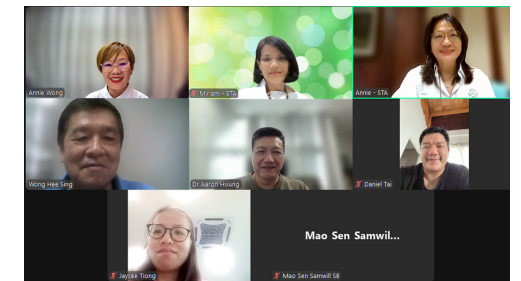 Annie Wong
Miriam - STA
Annie - STA
Wong Hee Sing
Dr Aaron Hsiung
Daniel Tai
Mao Sen Samwil...
Jaycee Tiong
Mao Sen Samwill SB